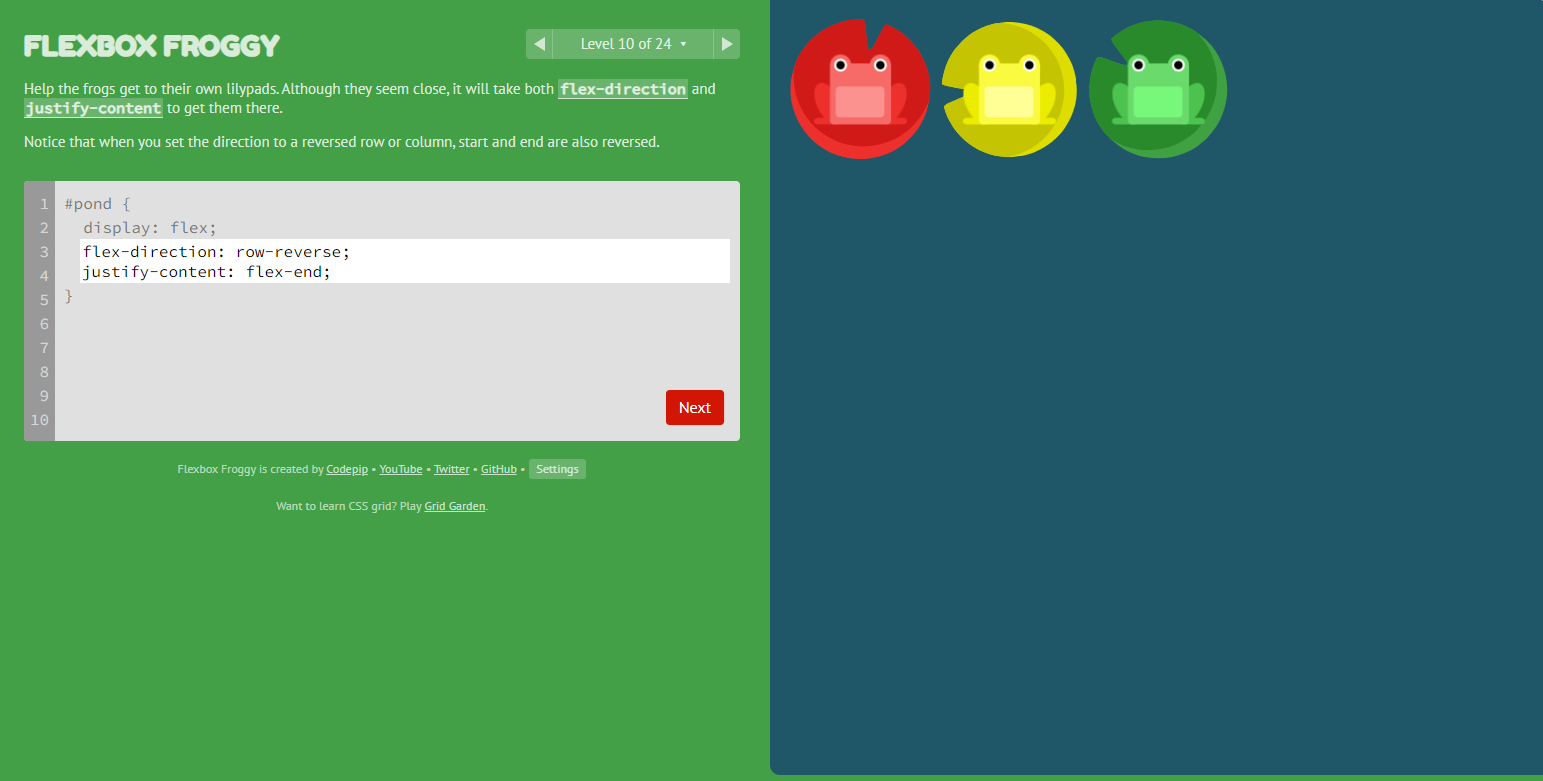 FLEXBOX FROGGY
Level 10 of 24
Help the frogs get to their own lilypads. Although they seem close, it will take both flex-direction and
justify-content to get them there.
Notice that when you set the direction to a reversed row or column, start and end are also reversed.
1 #pond {
2 display: flex;
3 flex-direction: row-reverse;
4 justify-content: flex-end;
5 }
6
7
8
9
10
Next
Flexbox Froggy is created by Codepip • YouTube • Twitter • GitHub • Settings
Want to learn CSS grid? Play Grid Garden.